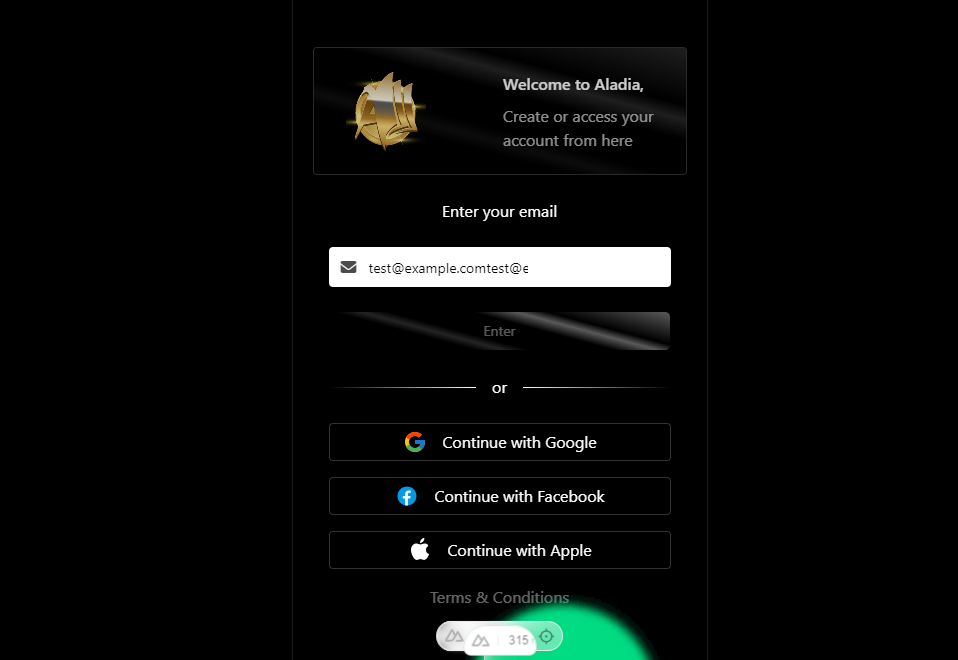 Welcome to Aladia,
Create or access your
account from here
Enter your email
test@example.comtest@e
Enter
or
Continue with Google
Continue with Facebook
Continue with Apple
Terms & Conditions
315